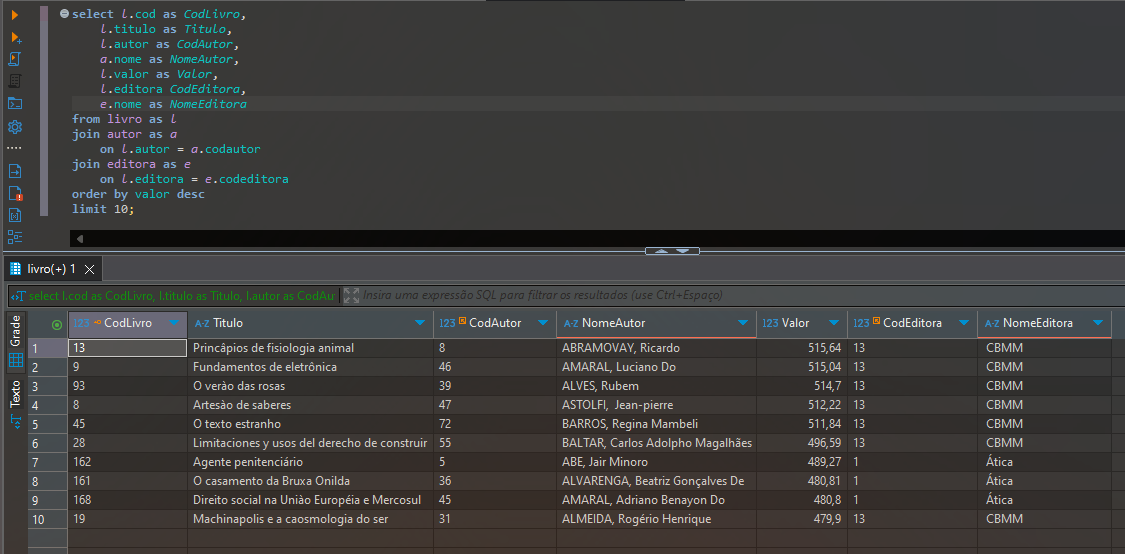 select l.cod as CodLivro,
l.titulo as Titulo,
l.autor as CodAutor,
a.nome as NomeAutor,
l.valor as Valor,
l.editora CodEditora,
e.nome as NomeEditora
from livro as l
join autor as a
on l.autor = a.codautor
join editora as e
on l.editora = e.codeditora
order by valor desc
limit 10;
livro(+) 1
select l.cod as CodLivro, l.titulo as Titulo, l.autor as CodAu Insira uma expressão SQL para filtrar os resultados (use Ctrl+Espaço)
Grade
Texto
123 CodLivro A-Z Titulo 123 CodAutor A-Z NomeAutor 123 Valor 123 CodEditora A-Z NomeEditora
1 13 Princâpios de fisiologia animal 8 ABRAMOVAY, Ricardo 515,64 13 CBMM
2 9 Fundamentos de eletrônica 46 AMARAL, Luciano Do 515,04 13 CBMM
3 93 O verào das rosas 39 ALVES, Rubem 514,7 13 CBMM
4 8 Artesào de saberes 47 ASTOLFI, Jean-pierre 512,22 13 CBMM
5 45 O texto estranho 72 BARROS, Regina Mambeli 511,84 13 CBMM
6 28 Limitaciones y usos del derecho de construir 55 BALTAR, Carlos Adolpho Magalhães 496,59 13 CBMM
7 162 Agente penitenciário 5 ABE, Jair Minoro 489,27 1 Ática
8 161 O casamento da Bruxa Onilda 36 ALVARENGA, Beatriz Gonçalves De 480,81 1 Ática
9 168 Direito social na Uniào Européia e Mercosul 45 AMARAL, Adriano Benayon Do 480,8 1 Ática
10 19 Machinapolis e a caosmologia do ser 31 ALMEIDA, Rogério Henrique 479,9 13 CBMM